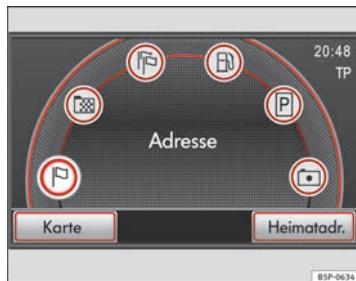 20:48
TP
P
Adresse
Karte
Heimatadr.
B5P-0634